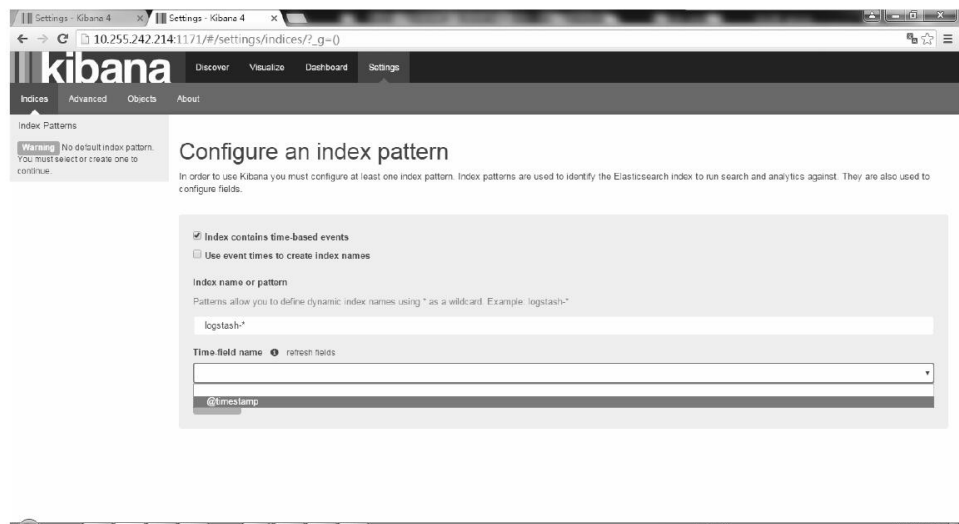 Settings - Kibana 4
Settings - Kibana 4
10.255.242.214:1171/#/settings/indices/?_g=()
kibana
Discover
Visualize
Dashboard
Settings
Indices
Advanced
Objects
About
Index Patterns
Warning No default index pattern.
You must select or create one to
continue.
Configure an index pattern
In order to use Kibana you must configure at least one index pattern. Index patterns are used to identify the Elasticsearch index to run search and analytics against. They are also used to
configure fields.
Index contains time-based events
Use event times to create index names
Index name or pattern
Patterns allow you to define dynamic index names using * as a wildcard. Example: logstash-*
logstash-*
Time-field name refresh fields
@timestamp